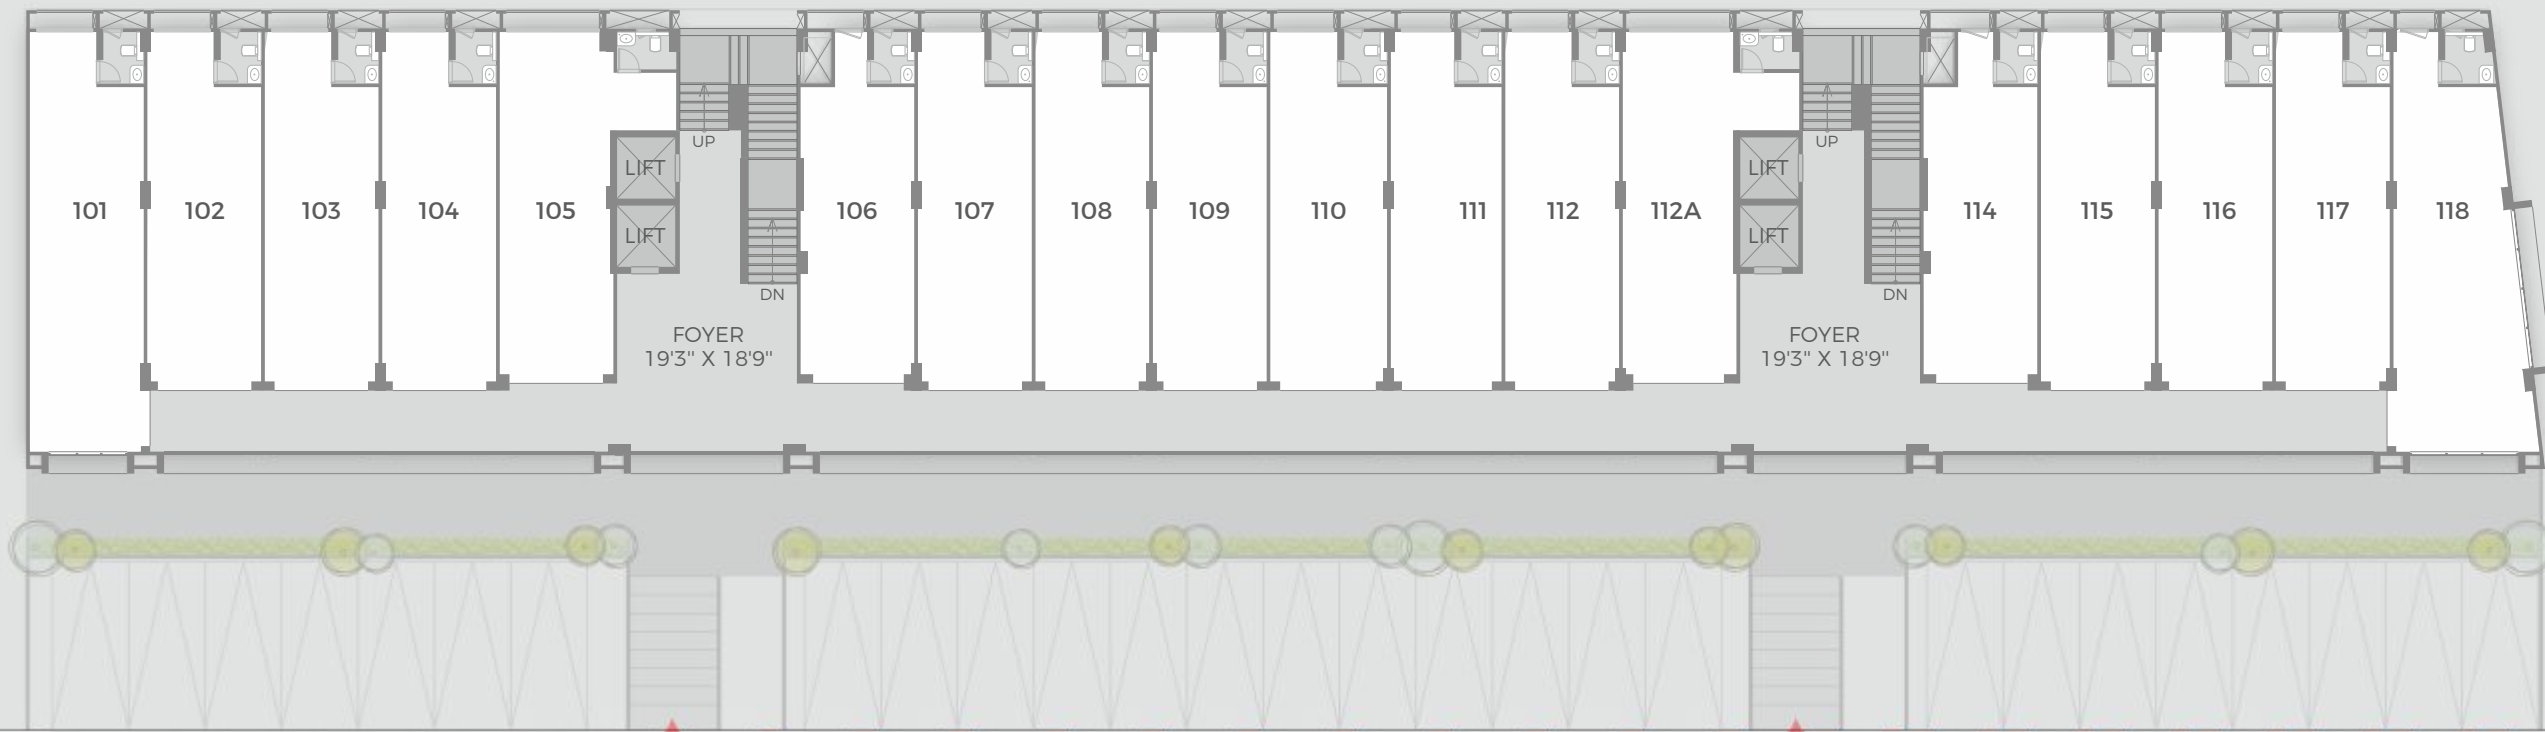 UP
UP
LIFT
LIFT
101
102
103
104
105
106
107
108
109
110
111
112
112A
114
115
116
117
118
LIFT
LIFT
DN
DN
FOYER
19'3" X 18'9"
FOYER
19'3" X 18'9"